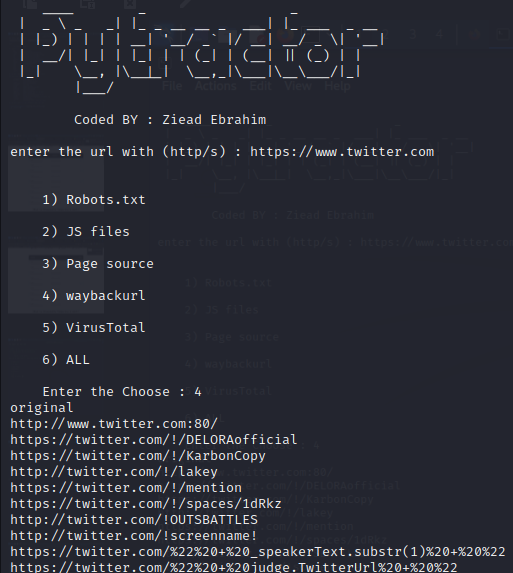 Coded BY : Ziead Ebrahim
enter the url with (http/s) : https://www.twitter.com
1) Robots.txt
2) JS files
3) Page source
4) waybackurl
5) VirusTotal
6) ALL
Enter the Choose : 4
original
http://www.twitter.com:80/
https://twitter.com/!/DELORAofficial
https://twitter.com/!/KarbonCopy
https://twitter.com/!/lakey
https://twitter.com/!/mention
https://twitter.com/!/spaces/1dRkz
http://twitter.com/!OUTSBATTLES
http://twitter.com/!screenname!
https://twitter.com/%22%20+%20_speakerText.substr(1)%20+%20%22
https://twitter.com/%22%20+%20judge.TwitterUrl%20+%20%22